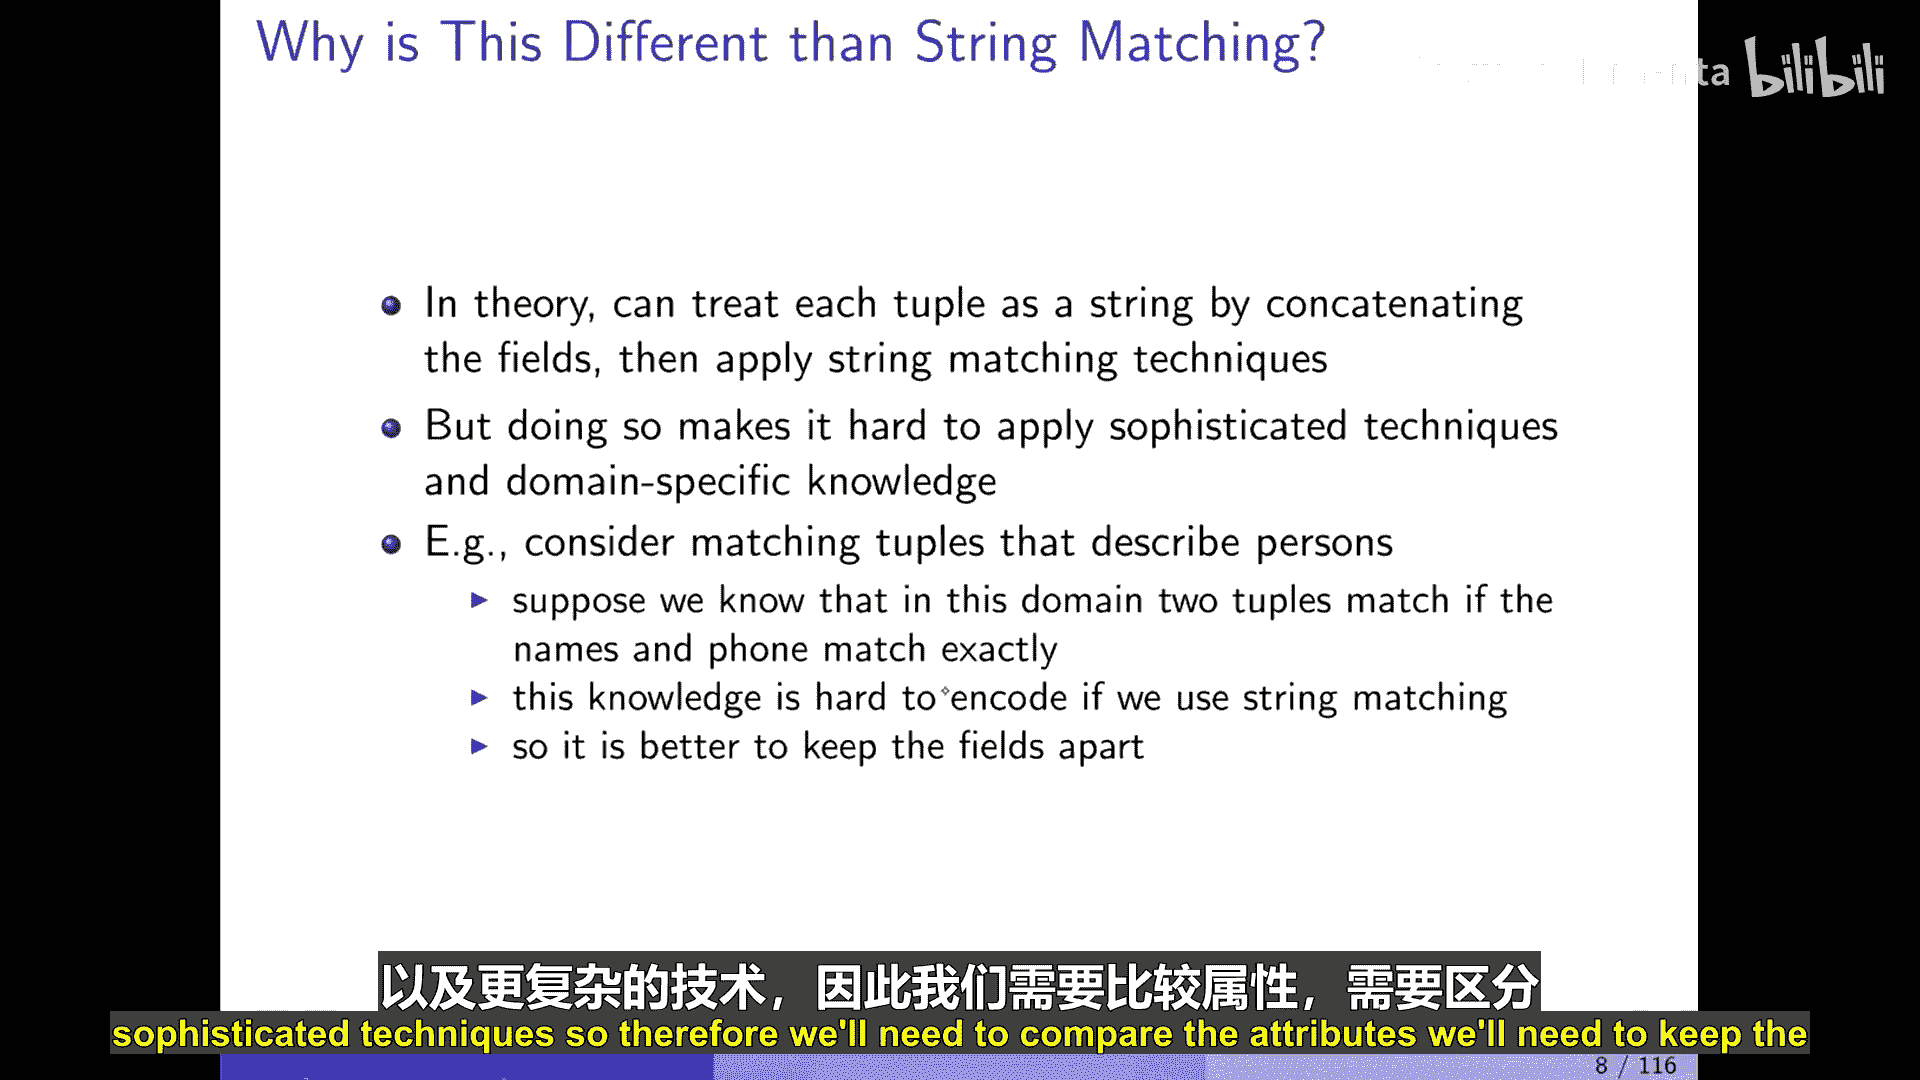 Why is This Different than String Matching?
ta bilibili
In theory, can treat each tuple as a string by concatenating
the fields, then apply string matching techniques
But doing so makes it hard to apply sophisticated techniques
and domain-specific knowledge
E.g., consider matching tuples that describe persons
suppose we know that in this domain two tuples match if the
names and phone match exactly
this knowledge is hard to encode if we use string matching
so it is better to keep the fields apart
以及更复杂的技术，因此我们需要比较属性，需要区分
sophisticated techniques so therefore we'll need to compare the attributes we'll need to keep the
8 / 116